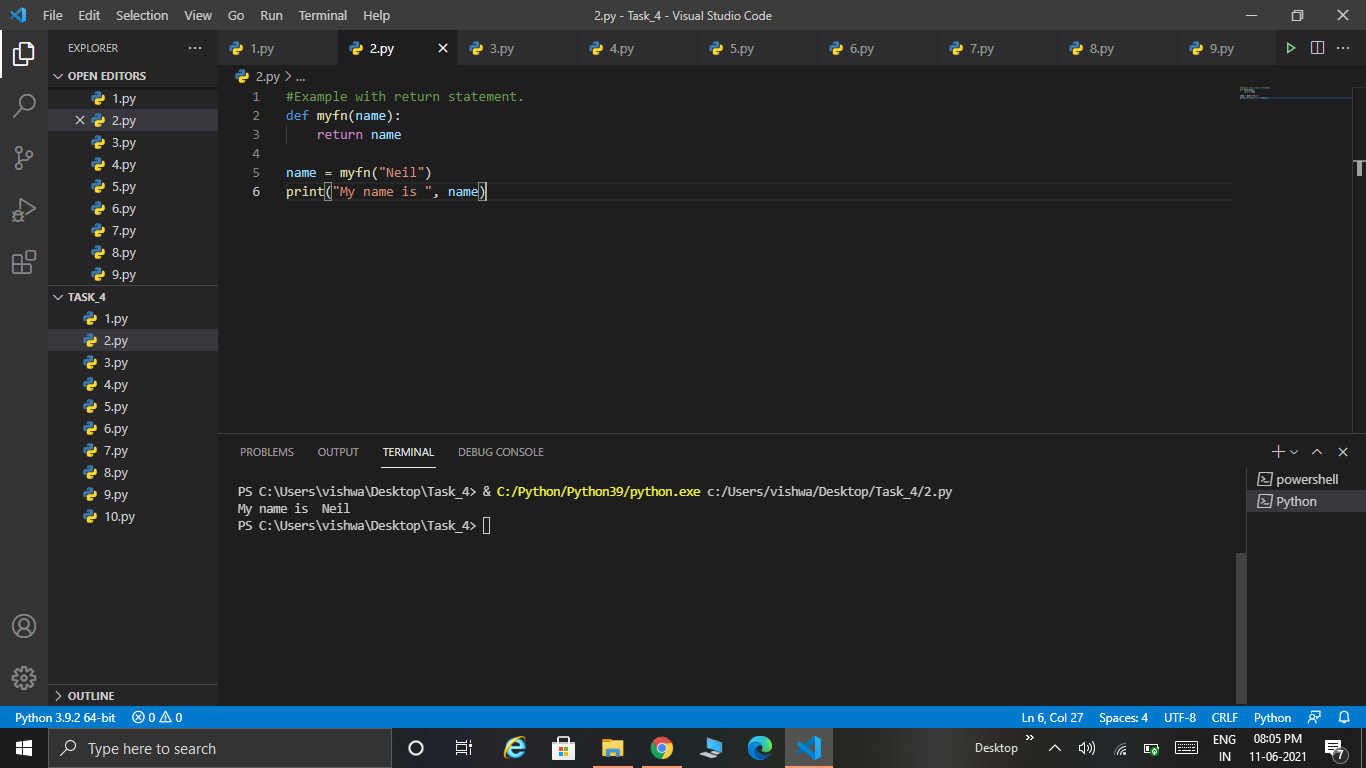 File Edit Selection View Go Run Terminal Help 2.py - Task_4 - Visual Studio Code
EXPLORER
OPEN EDITORS
1.py
2.py
3.py
4.py
5.py
6.py
7.py
8.py
9.py
TASK_4
1.py
2.py
3.py
4.py
5.py
6.py
7.py
8.py
9.py
10.py
OUTLINE
1.py 2.py 3.py 4.py 5.py 6.py 7.py 8.py 9.py
2.py > ...
1 #Example with return statement.
2 def myfn(name):
3     return name
4
5 name = myfn("Neil")
6 print("My name is ", name)
PROBLEMS OUTPUT TERMINAL DEBUG CONSOLE
PS C:\Users\vishwa\Desktop\Task_4> & C:/Python/Python39/python.exe c:/Users/vishwa/Desktop/Task_4/2.py
My name is  Neil
PS C:\Users\vishwa\Desktop\Task_4>
powershell
Python
Python 3.9.2 64-bit 0 0 Ln 6, Col 27 Spaces: 4 UTF-8 CRLF Python
Type here to search Desktop » ENG 08:05 PM
IN 11-06-2021 7